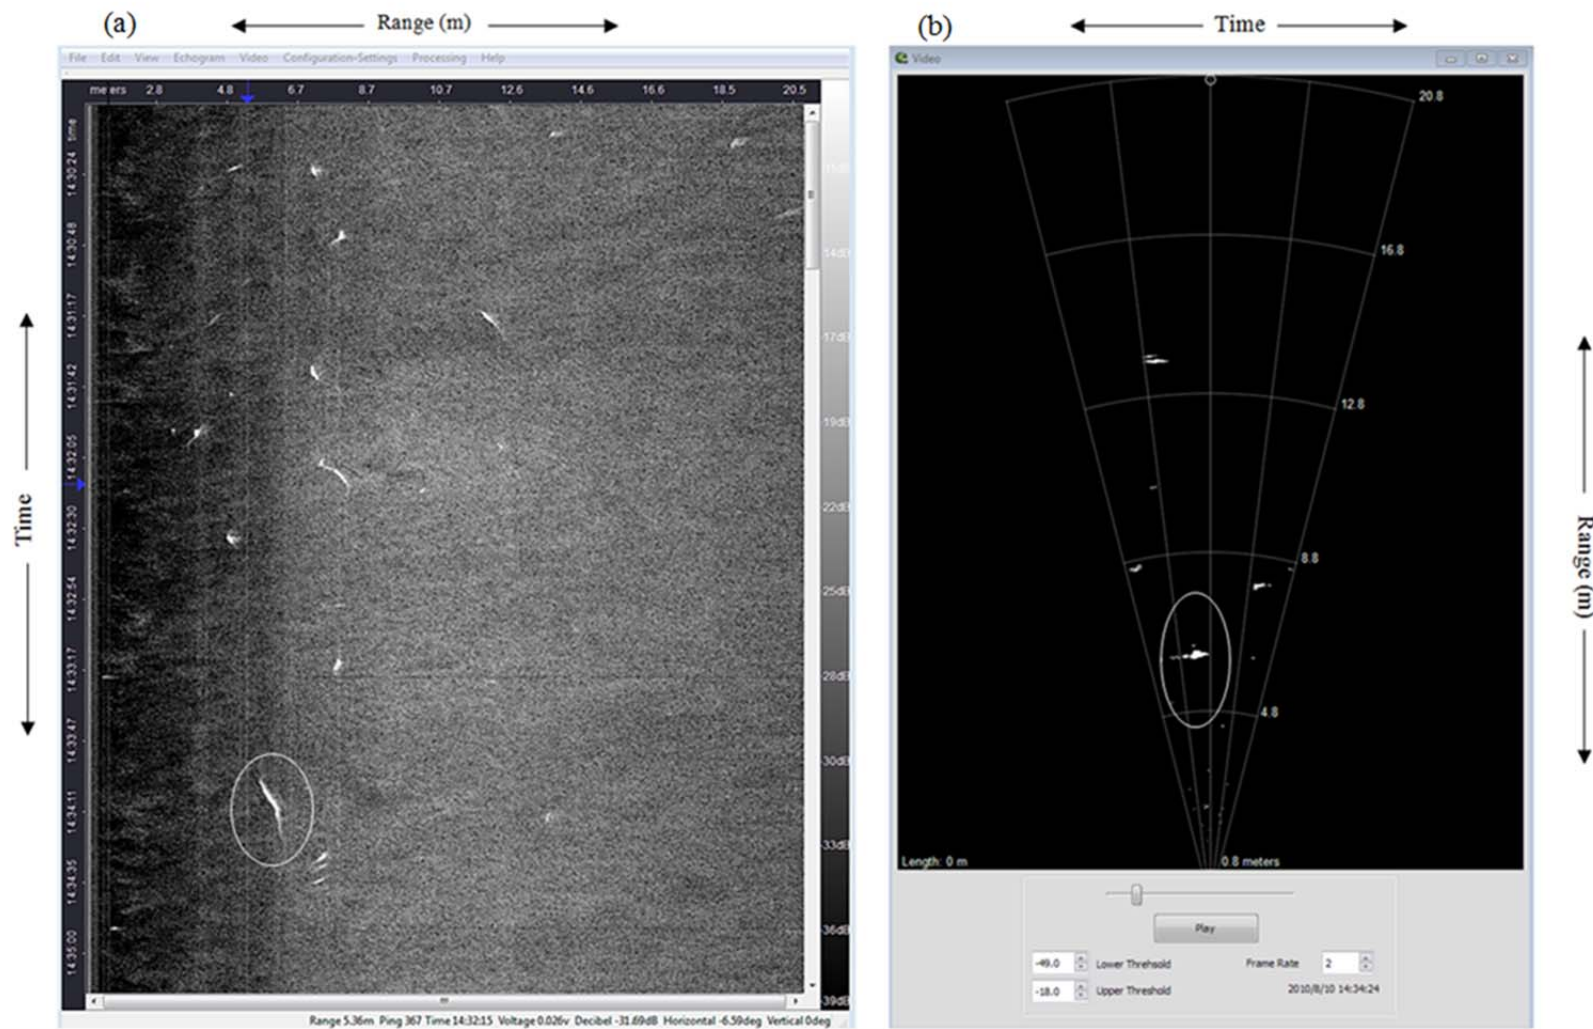 (a) Range (m)
(b) Time
File Edit View Echogram Video Configuration-Settings Processing Help
Video
meters 2.8 4.8 6.7 8.7 10.7 12.6 14.6 16.6 18.5 20.5
time
14:30:24
14:30:48
14:31:17
14:31:42
14:32:05
14:32:30
14:32:54
14:33:17
14:33:47
14:34:11
14:34:35
14:35:00
-14dB
-17dB
-19dB
-22dB
-25dB
-28dB
-30dB
-33dB
-36dB
-39dB
Time
Range 5.36m Ping 367 Time 14:32:15 Voltage 0.026v Decibel -31.69dB Horizontal -6.59deg Vertical 0deg
20.8
16.8
12.8
8.8
4.8
Length: 0 m
0.8 meters
Play
-49.0 Lower Threhsold
Frame Rate 2
-18.0 Upper Threshold
2010/8/10 14:34:24
Range (m)